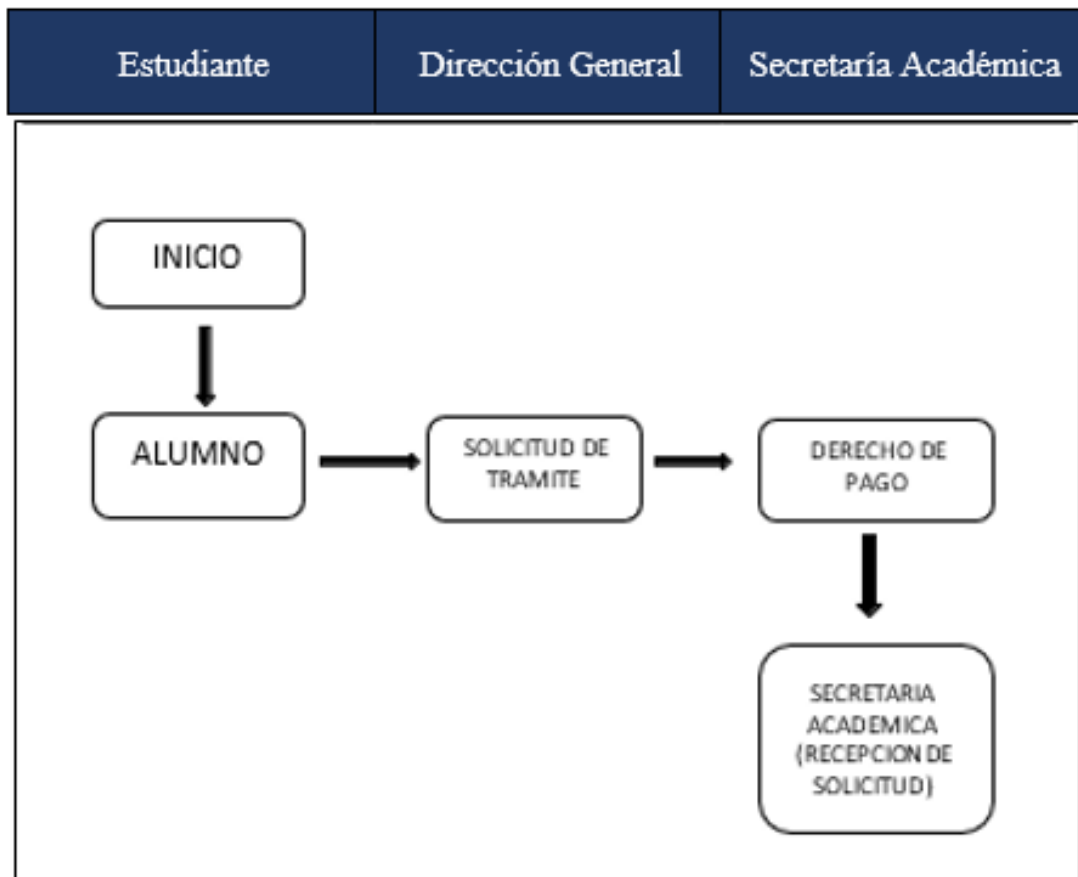 Estudiante
Dirección General
Secretaría Académica
INICIO
ALUMNO
SOLICITUD DE
TRAMITE
DERECHO DE
PAGO
SECRETARIA
ACADEMICA
(RECEPCION DE
SOLICITUD)